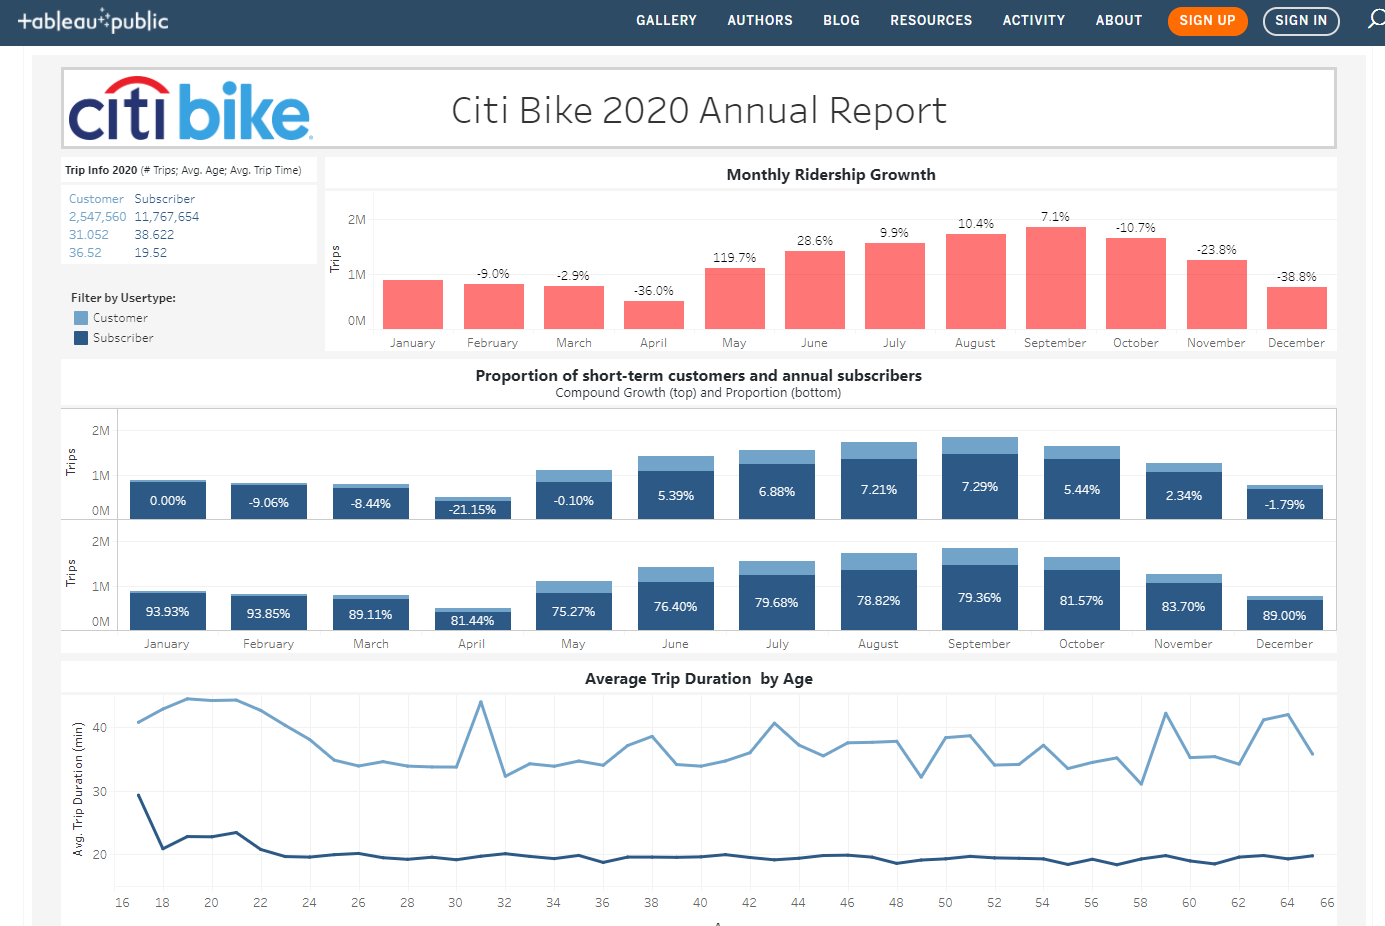 +ableau public
GALLERY AUTHORS BLOG RESOURCES ACTIVITY ABOUT SIGN UP SIGN IN
citi bike
Citi Bike 2020 Annual Report
Trip Info 2020 (# Trips; Avg. Age; Avg. Trip Time)
Customer Subscriber
2,547,560 11,767,654
31.052 38.622
36.52 19.52
Filter by Usertype:
Customer
Subscriber
Monthly Ridership Grownth
Trips
2M
1M
0M
-9.0% -2.9% -36.0% 119.7% 28.6% 9.9% 10.4% 7.1% -10.7% -23.8% -38.8%
January February March April May June July August September October November December
Proportion of short-term customers and annual subscribers
Compound Growth (top) and Proportion (bottom)
Trips
2M
1M
0M
0.00% -9.06% -8.44% -21.15% -0.10% 5.39% 6.88% 7.21% 7.29% 5.44% 2.34% -1.79%
Trips
2M
1M
0M
93.93% 93.85% 89.11% 81.44% 75.27% 76.40% 79.68% 78.82% 79.36% 81.57% 83.70% 89.00%
January February March April May June July August September October November December
Average Trip Duration by Age
Avg. Trip Duration (min)
40
30
20
16 18 20 22 24 26 28 30 32 34 36 38 40 42 44 46 48 50 52 54 56 58 60 62 64 66